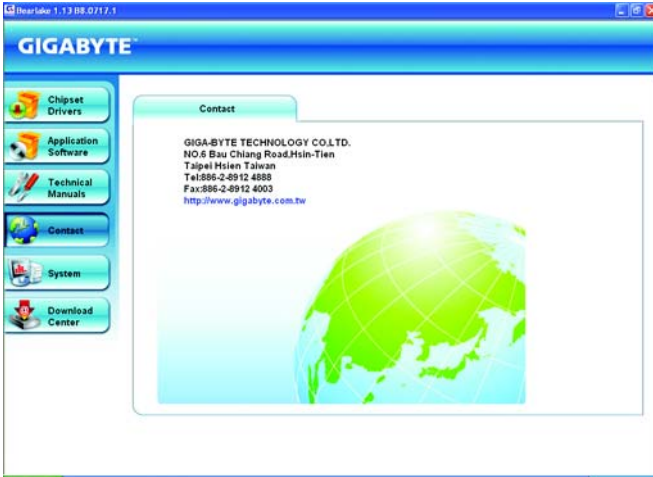 Bearlake 1.13 B8.0717.1
GIGABYTE™
Chipset
Drivers
Application
Software
Technical
Manuals
Contact
System
Download
Center
Contact
GIGA-BYTE TECHNOLOGY CO,LTD.
NO.6 Bau Chiang Road,Hsin-Tien
Taipei Hsien Taiwan
Tel:886-2-8912 4888
Fax:886-2-8912 4003
http://www.gigabyte.com.tw